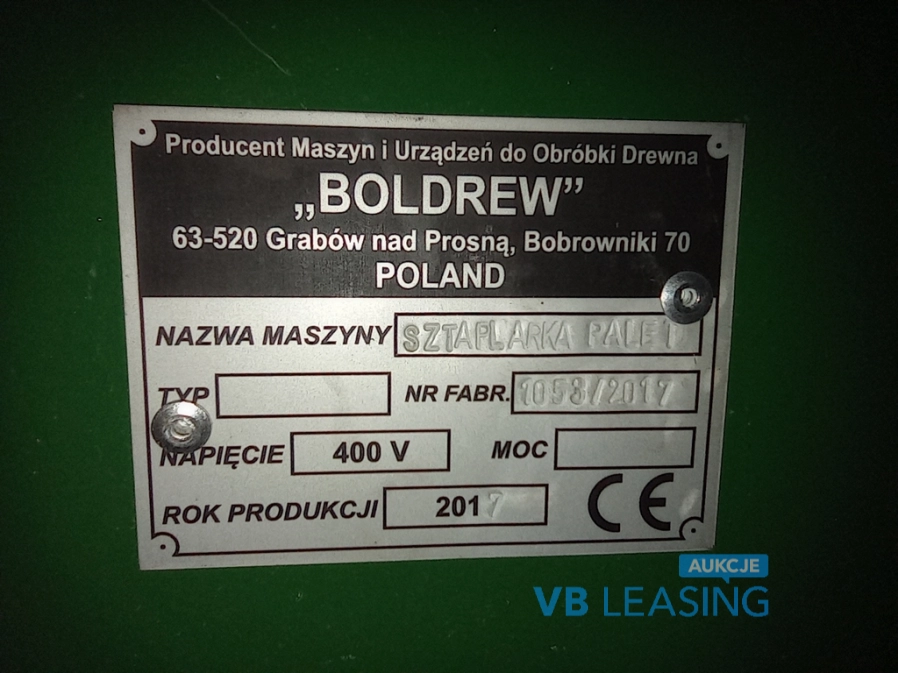 Producent Maszyn i Urządzeń do Obróbki Drewna
„BOLDREW”
63-520 Grabów nad Prosną, Bobrowniki 70
POLAND
NAZWA MASZYNY SZTAPLARKA PALET
TYP NR FABR. 1053/2017
NAPIĘCIE 400 V MOC
ROK PRODUKCJI 2017 CE
AUKCJE
VB LEASING